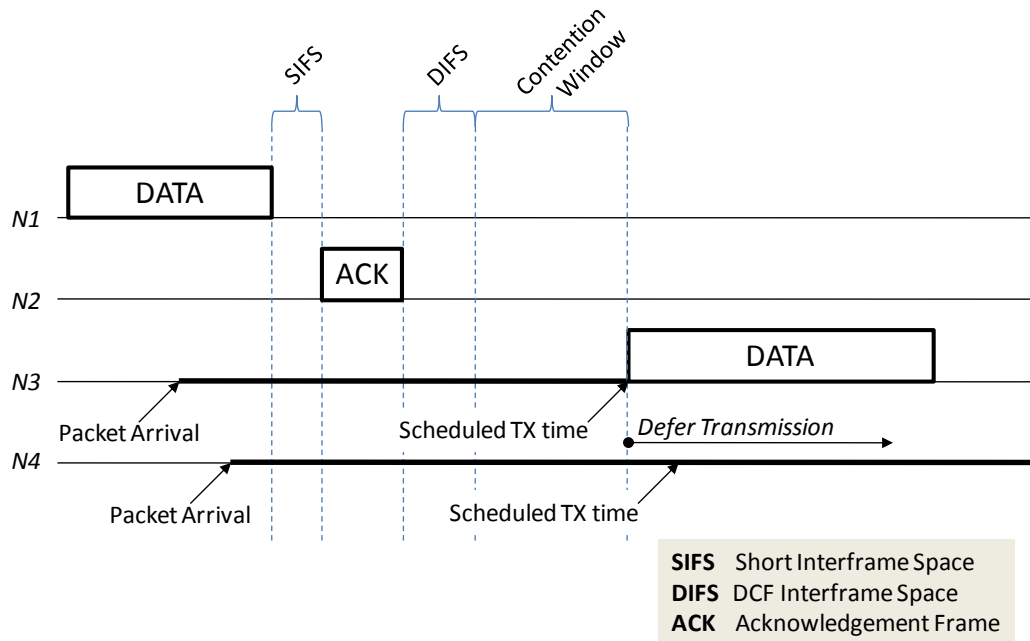 SIFS
DIFS
Contention
Window
DATA
N1
ACK
N2
DATA
N3
Packet Arrival
Scheduled TX time
Defer Transmission
N4
Packet Arrival
Scheduled TX time
SIFS Short Interframe Space
DIFS DCF Interframe Space
ACK Acknowledgement Frame